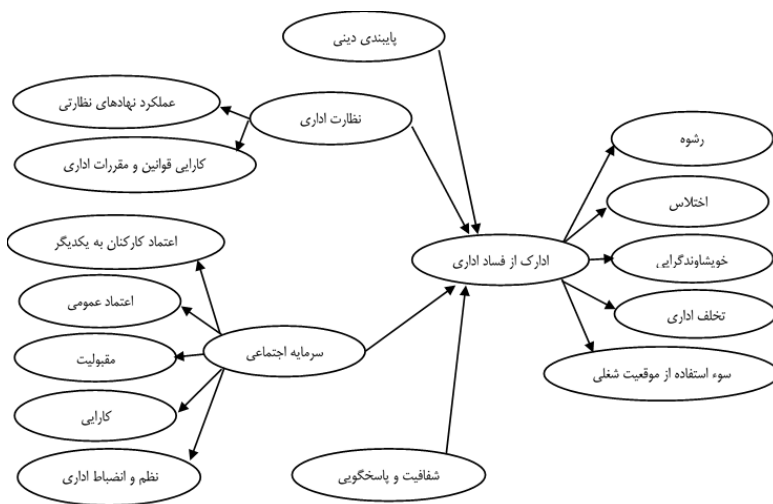 پایبندی دینی
نظارت اداری
عملکرد نهادهای نظارتی
کارایی قوانین و مقررات اداری
رشوه
اختلاس
خویشاوندگرایی
تخلف اداری
سوء استفاده از موقعیت شغلی
ادارک از فساد اداری
اعتماد کارکنان به یکدیگر
اعتماد عمومی
مقبولیت
کارایی
نظم و انضباط اداری
سرمایه اجتماعی
شفافیت و پاسخگویی